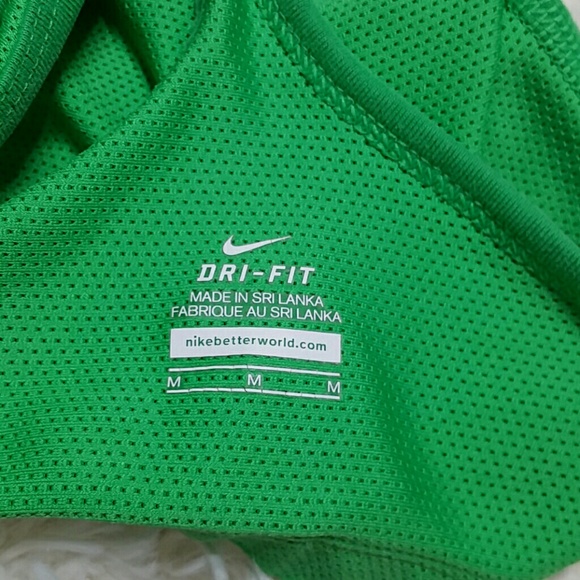 DRI-FIT
MADE IN SRI LANKA
FABRIQUE AU SRI LANKA
nikebetterworld.com
M M M